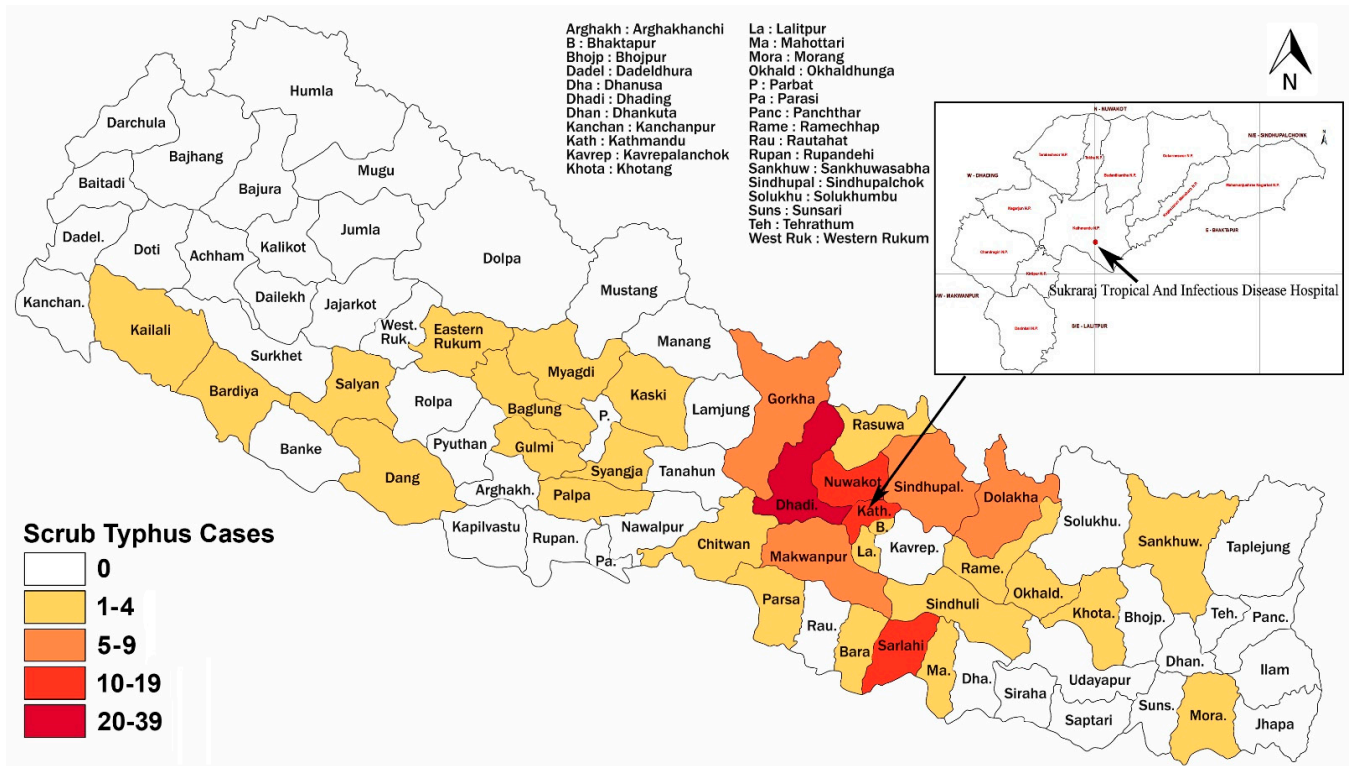 Arghakh : Arghakhanchi
B : Bhaktapur
Bhojp : Bhojpur
Dadel : Dadeldhura
Dha : Dhanusa
Dhadi : Dhading
Dhan : Dhankuta
Kanchan : Kanchanpur
Kath : Kathmandu
Kavrep : Kavrepalanchok
Khota : Khotang
La : Lalitpur
Ma : Mahottari
Mora : Morang
Okhald : Okhaldhunga
P : Parbat
Pa : Parasi
Panc : Panchthar
Rame : Ramechhap
Rau : Rautahat
Rupan : Rupandehi
Sankhuw : Sankhuwasabha
Sindhupal : Sindhupalchok
Solukhu : Solukhumbu
Suns : Sunsari
Teh : Tehrathum
West Ruk : Western Rukum
N
N - NUWAKOT
N/E - SINDHUPALCHOWK
W - DHADING
E - BHAKTAPUR
S/E - LALITPUR
Sukraraj Tropical And Infectious Disease Hospital
Humla
Darchula
Bajhang
Mugu
Baitadi
Bajura
Dadel.
Doti
Achham
Kalikot
Jumla
Dolpa
Kanchan.
Dailekh
Jajarkot
Mustang
Kailali
West.
Ruk.
Eastern
Rukum
Manang
Surkhet
Bardiya
Salyan
Myagdi
Rolpa
Baglung
P.
Kaski
Lamjung
Gorkha
Rasuwa
Banke
Pyuthan
Gulmi
Syangja
Tanahun
Dang
Arghakh.
Palpa
Nuwakot
Sindhupal.
Dolakha
Dhadi.
Kath.
B.
Kapilvastu
Rupan.
Pa.
Nawalpur
Chitwan
Makwanpur
La.
Kavrep.
Solukhu.
Sankhuw.
Taplejung
Rame.
Okhald.
Parsa
Rau.
Sindhuli
Khota.
Bhojp.
Teh.
Panc.
Bara
Sarlahi
Ma.
Dha.
Siraha
Udayapur
Dhan.
Ilam
Saptari
Suns.
Mora.
Jhapa
Scrub Typhus Cases
0
1-4
5-9
10-19
20-39